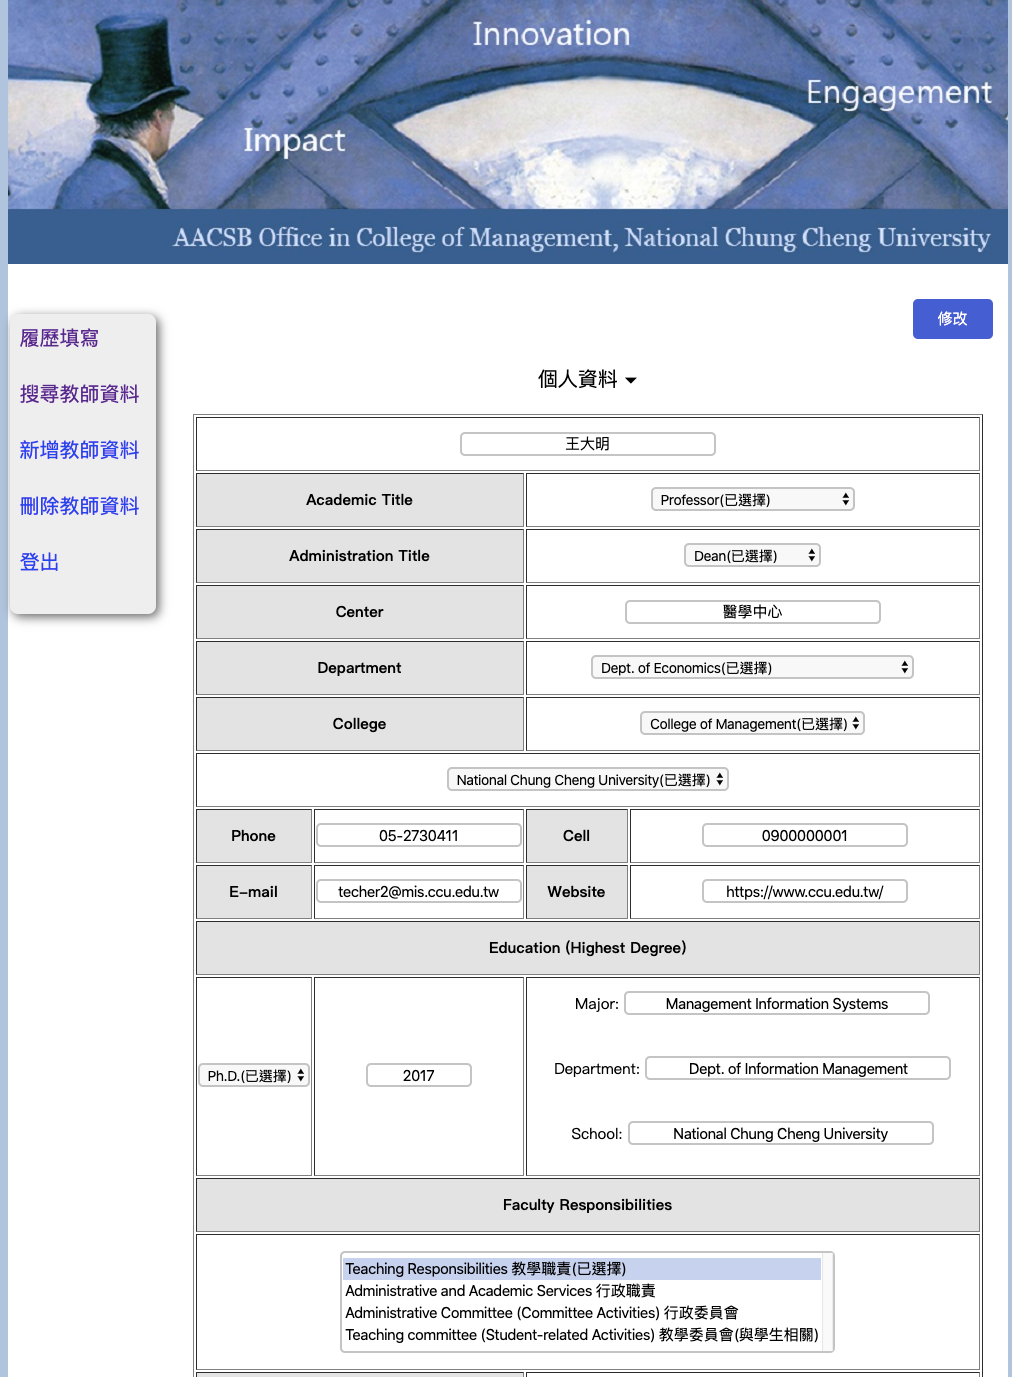 Innovation
Engagement
Impact
AACSB Office in College of Management, National Chung Cheng University
履歷填寫
搜尋教師資料
新增教師資料
刪除教師資料
登出
修改
個人資料
王大明
Academic Title
Professor(已選擇)
Administration Title
Dean(已選擇)
Center
醫學中心
Department
Dept. of Economics(已選擇)
College
College of Management(已選擇)
National Chung Cheng University(已選擇)
Phone
05-2730411
Cell
0900000001
E-mail
techer2@mis.ccu.edu.tw
Website
https://www.ccu.edu.tw/
Education (Highest Degree)
Ph.D.(已選擇)
2017
Major: Management Information Systems
Department: Dept. of Information Management
School: National Chung Cheng University
Faculty Responsibilities
Teaching Responsibilities 教學職責(已選擇)
Administrative and Academic Services 行政職責
Administrative Committee (Committee Activities) 行政委員會
Teaching committee (Student-related Activities) 教學委員會(與學生相關)